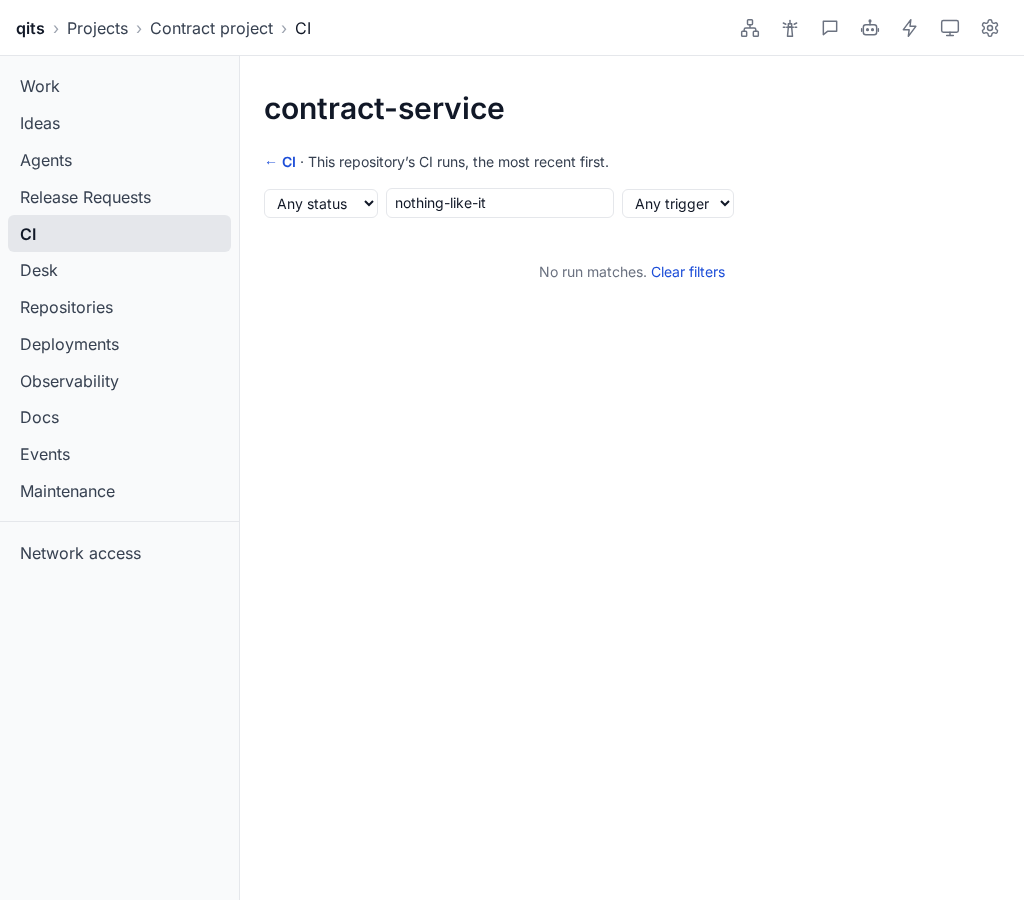 qits › Projects › Contract project › CI
Work
Ideas
Agents
Release Requests
CI
Desk
Repositories
Deployments
Observability
Docs
Events
Maintenance
Network access
contract-service
← CI · This repository’s CI runs, the most recent first.
Any status nothing-like-it Any trigger
No run matches. Clear filters